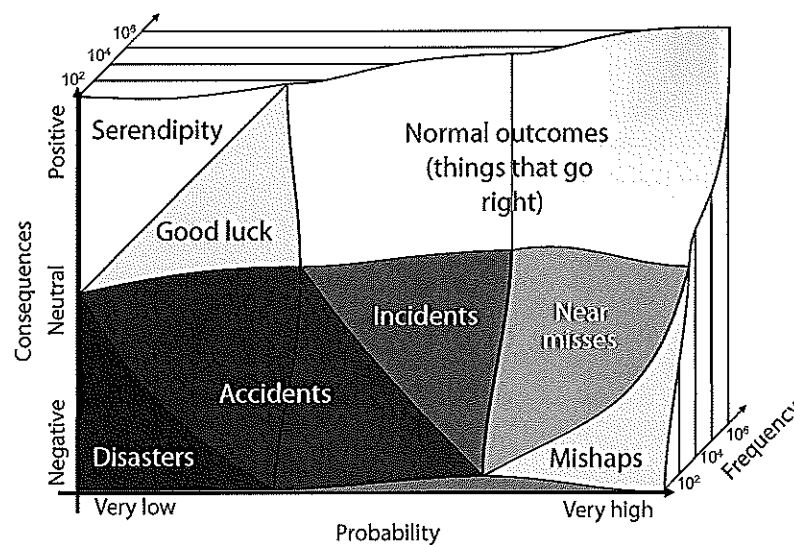 10⁶
10⁴
10²
Positive
Neutral
Negative
Consequences
Serendipity
Good luck
Normal outcomes
(things that go
right)
Incidents
Near
misses
Accidents
Disasters
Mishaps
10⁶
10⁴
10²
Frequency
Very low
Very high
Probability